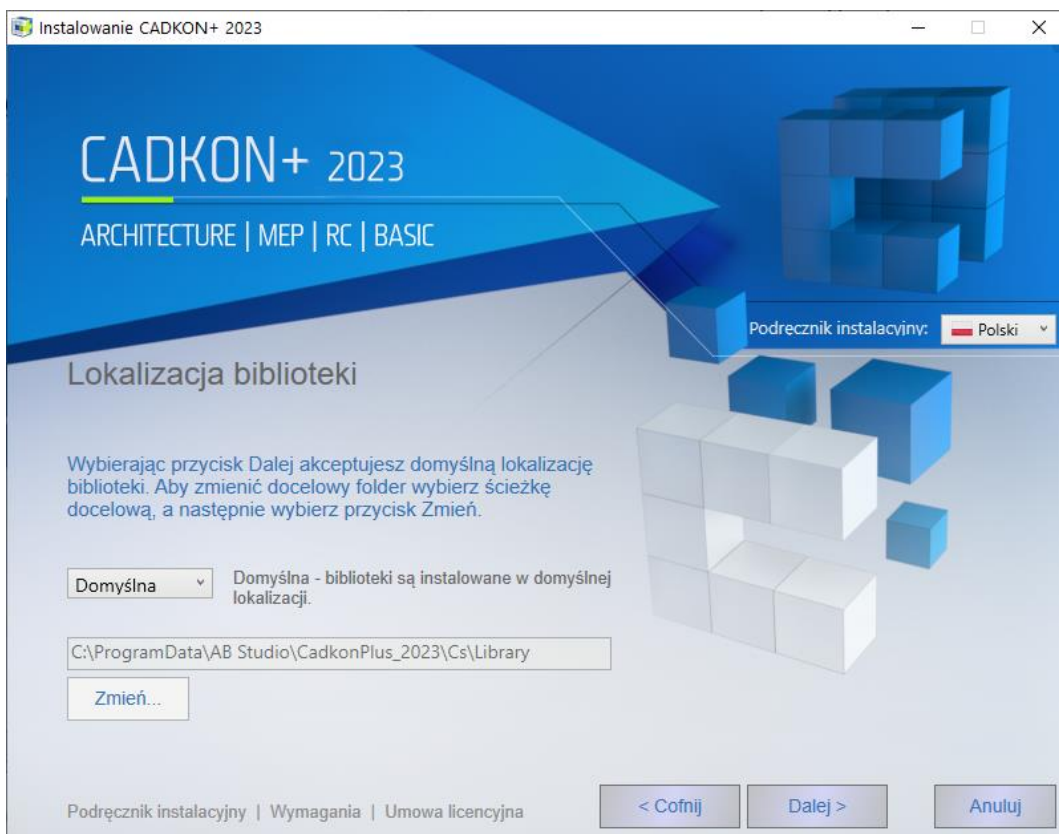 Instalowanie CADKON+ 2023
CADKON+ 2023
ARCHITECTURE | MEP | RC | BASIC
Podręcznik instalacyjny: Polski
Lokalizacja biblioteki
Wybierając przycisk Dalej akceptujesz domyślną lokalizację
biblioteki. Aby zmienić docelowy folder wybierz ścieżkę
docelową, a następnie wybierz przycisk Zmień.
Domyślna
Domyślna - biblioteki są instalowane w domyślnej
lokalizacji.
C:\ProgramData\AB Studio\CadkonPlus_2023\Cs\Library
Zmień...
Podręcznik instalacyjny | Wymagania | Umowa licencyjna
< Cofnij
Dalej >
Anuluj